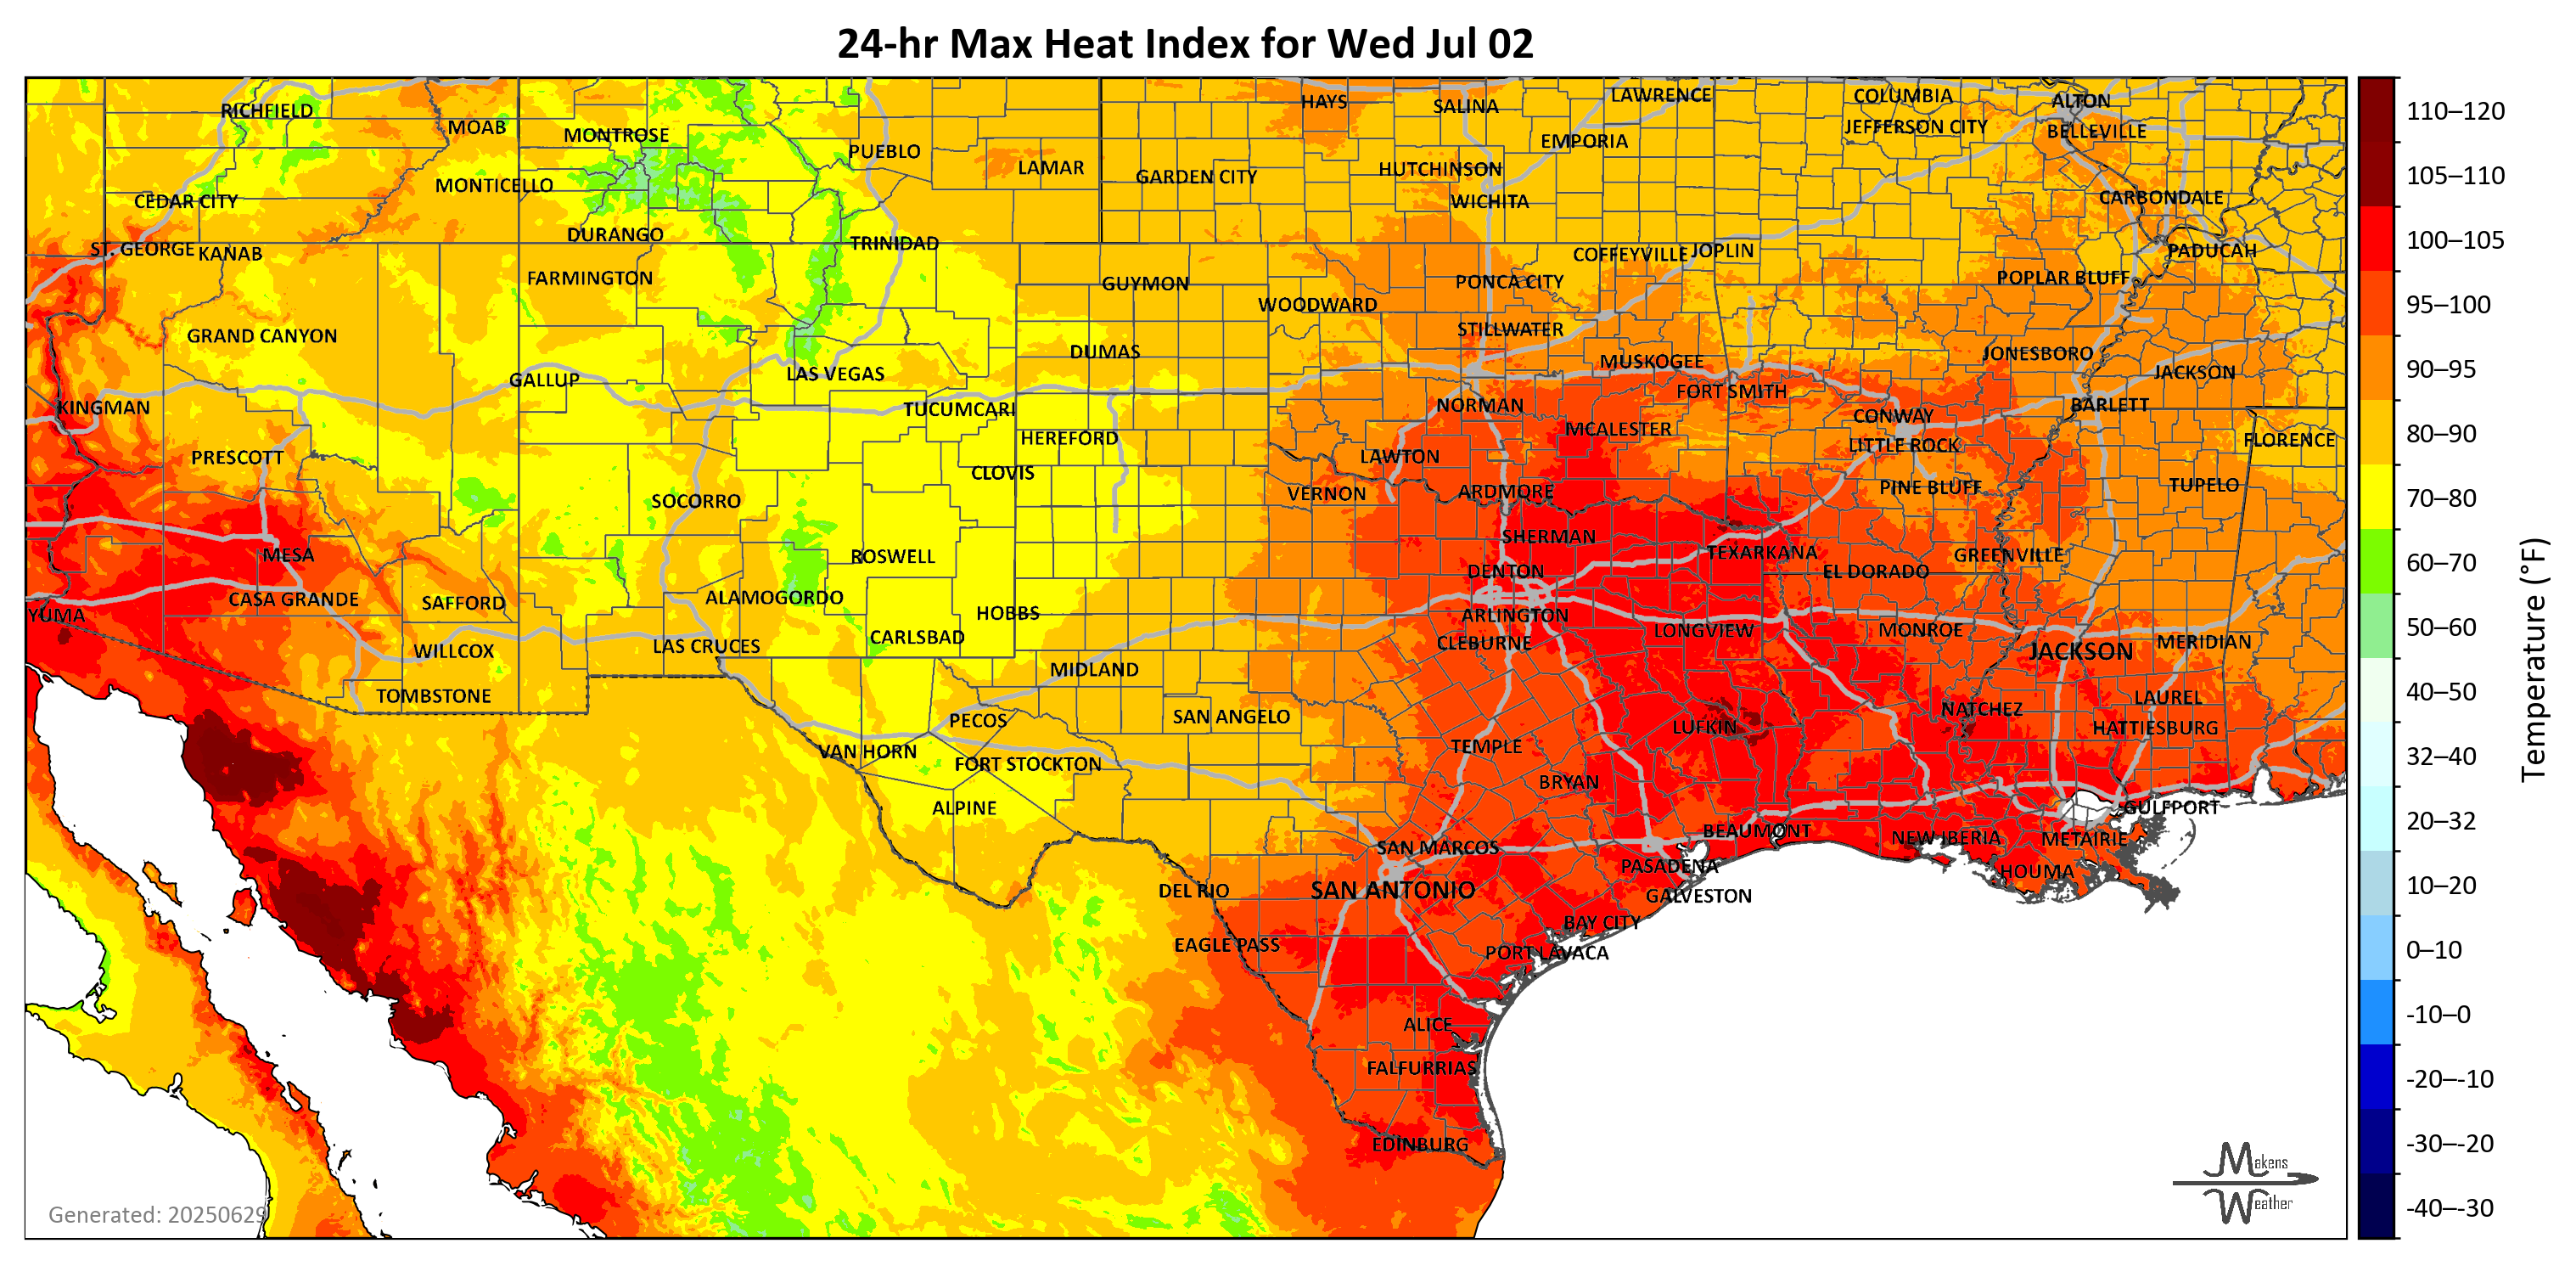 24-hr Max Heat Index for Wed Jul 02
RICHFIELD
MOAB
MONTROSE
PUEBLO
LAMAR
HAYS
SALINA
LAWRENCE
COLUMBIA
ALTON
JEFFERSON CITY
BELLEVILLE
EMPORIA
HUTCHINSON
GARDEN CITY
MONTICELLO
CEDAR CITY
WICHITA
CARBONDALE
DURANGO
TRINIDAD
ST. GEORGE
KANAB
COFFEYVILLE
JOPLIN
PADUCAH
FARMINGTON
GUYMON
PONCA CITY
POPLAR BLUFF
WOODWARD
GRAND CANYON
STILLWATER
DUMAS
MUSKOGEE
JONESBORO
GALLUP
LAS VEGAS
FORT SMITH
JACKSON
KINGMAN
TUCUMCARI
NORMAN
CONWAY
BARLETT
HEREFORD
MCALESTER
LITTLE ROCK
FLORENCE
PRESCOTT
CLOVIS
LAWTON
SOCORRO
VERNON
ARDMORE
PINE BLUFF
TUPELO
SHERMAN
MESA
ROSWELL
TEXARKANA
GREENVILLE
DENTON
EL DORADO
CASA GRANDE
SAFFORD
ALAMOGORDO
YUMA
HOBBS
ARLINGTON
LONGVIEW
MONROE
CARLSBAD
CLEBURNE
WILLCOX
LAS CRUCES
JACKSON
MERIDIAN
MIDLAND
TOMBSTONE
LAUREL
PECOS
SAN ANGELO
NATCHEZ
LUFKIN
HATTIESBURG
VAN HORN
TEMPLE
FORT STOCKTON
BRYAN
ALPINE
GULFPORT
BEAUMONT
NEW IBERIA
METAIRIE
SAN MARCOS
PASADENA
HOUMA
DEL RIO
SAN ANTONIO
GALVESTON
BAY CITY
EAGLE PASS
PORT LAVACA
ALICE
FALFURRIAS
EDINBURG
Generated: 20250629
Makens
Weather
110–120
105–110
100–105
95–100
90–95
80–90
70–80
60–70
50–60
40–50
32–40
20–32
10–20
0–10
-10–0
-20–-10
-30–-20
-40–-30
Temperature (°F)